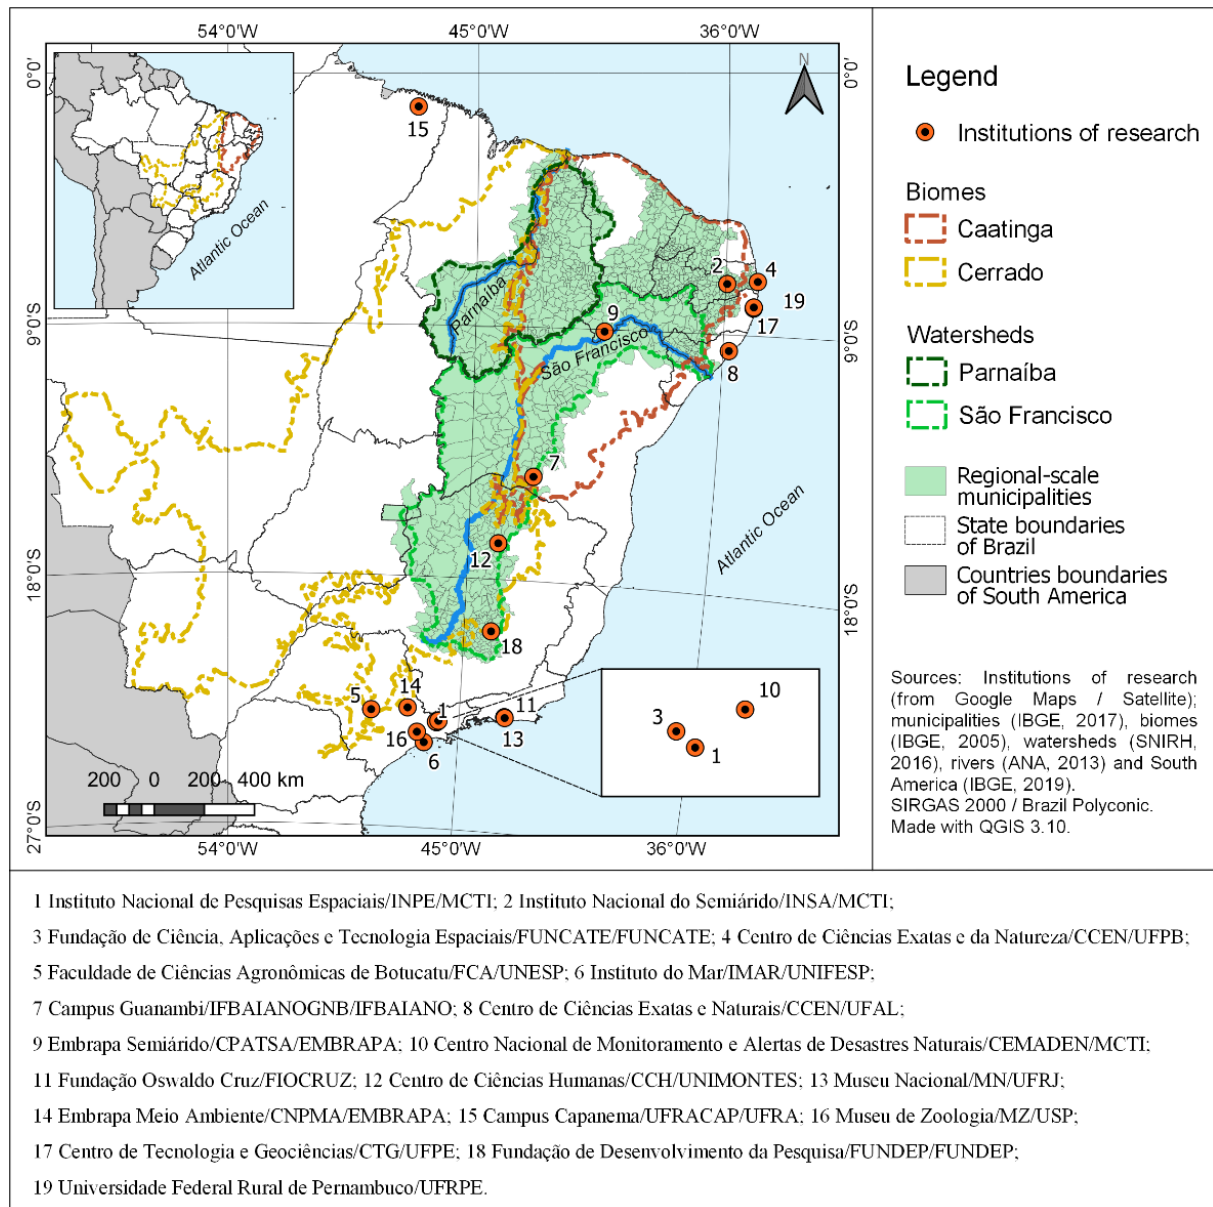 54°0'W
45°0'W
36°0'W
0°0'
0°0'
N
15
Atlantic Ocean
Parnaíba
São Francisco
2
4
19
17
9
8
9°0'S
9°0'S
7
12
Atlantic Ocean
18°0'S
18°0'S
18
5
14
1
11
13
16
6
10
3
1
200 0 200 400 km
27°0'S
54°0'W
45°0'W
36°0'W
Legend
Institutions of research
Biomes
Caatinga
Cerrado
Watersheds
Parnaíba
São Francisco
Regional-scale
municipalities
State boundaries
of Brazil
Countries boundaries
of South America
Sources: Institutions of research
(from Google Maps / Satellite);
municipalities (IBGE, 2017), biomes
(IBGE, 2005), watersheds (SNIRH,
2016), rivers (ANA, 2013) and South
America (IBGE, 2019).
SIRGAS 2000 / Brazil Polyconic.
Made with QGIS 3.10.
1 Instituto Nacional de Pesquisas Espaciais/INPE/MCTI; 2 Instituto Nacional do Semiárido/INSA/MCTI;
3 Fundação de Ciência, Aplicações e Tecnologia Espaciais/FUNCATE/FUNCATE; 4 Centro de Ciências Exatas e da Natureza/CCEN/UFPB;
5 Faculdade de Ciências Agronômicas de Botucatu/FCA/UNESP; 6 Instituto do Mar/IMAR/UNIFESP;
7 Campus Guanambi/IFBAIANOGNB/IFBAIANO; 8 Centro de Ciências Exatas e Naturais/CCEN/UFAL;
9 Embrapa Semiárido/CPATSA/EMBRAPA; 10 Centro Nacional de Monitoramento e Alertas de Desastres Naturais/CEMADEN/MCTI;
11 Fundação Oswaldo Cruz/FIOCRUZ; 12 Centro de Ciências Humanas/CCH/UNIMONTES; 13 Museu Nacional/MN/UFRJ;
14 Embrapa Meio Ambiente/CNPMA/EMBRAPA; 15 Campus Capanema/UFRACAP/UFRA; 16 Museu de Zoologia/MZ/USP;
17 Centro de Tecnologia e Geociências/CTG/UFPE; 18 Fundação de Desenvolvimento da Pesquisa/FUNDEP/FUNDEP;
19 Universidade Federal Rural de Pernambuco/UFRPE.